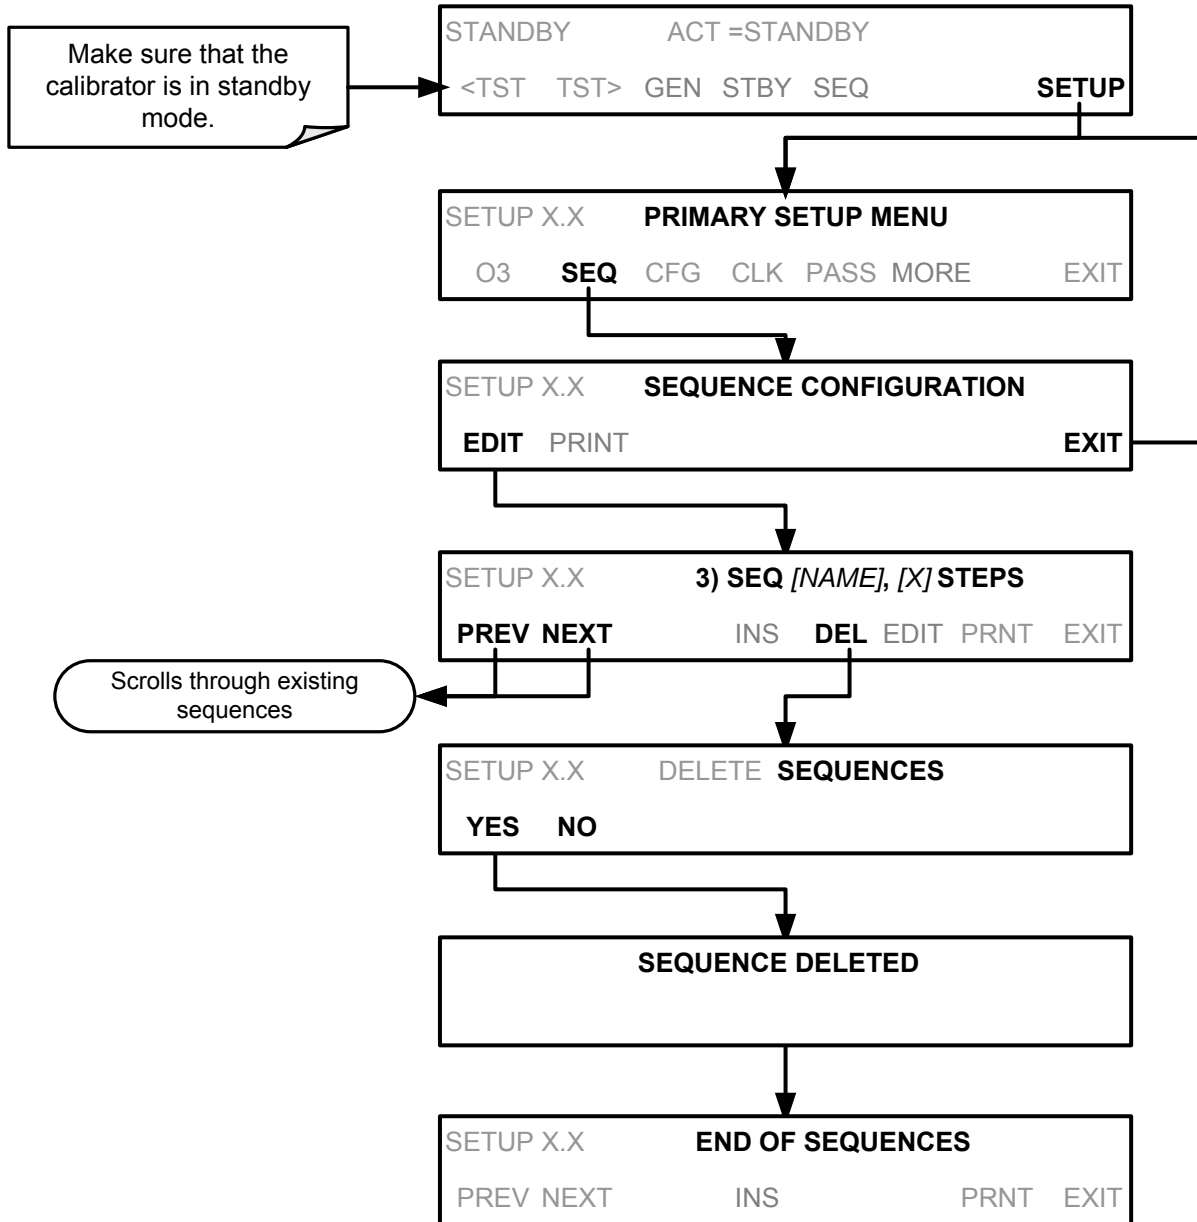 Make sure that the
calibrator is in standby
mode.
STANDBY ACT =STANDBY
<TST TST> GEN STBY SEQ SETUP
SETUP X.X PRIMARY SETUP MENU
O3 SEQ CFG CLK PASS MORE EXIT
SETUP X.X SEQUENCE CONFIGURATION
EDIT PRINT EXIT
SETUP X.X 3) SEQ [NAME], [X] STEPS
PREV NEXT INS DEL EDIT PRNT EXIT
Scrolls through existing
sequences
SETUP X.X DELETE SEQUENCES
YES NO
SEQUENCE DELETED
SETUP X.X END OF SEQUENCES
PREV NEXT INS PRNT EXIT